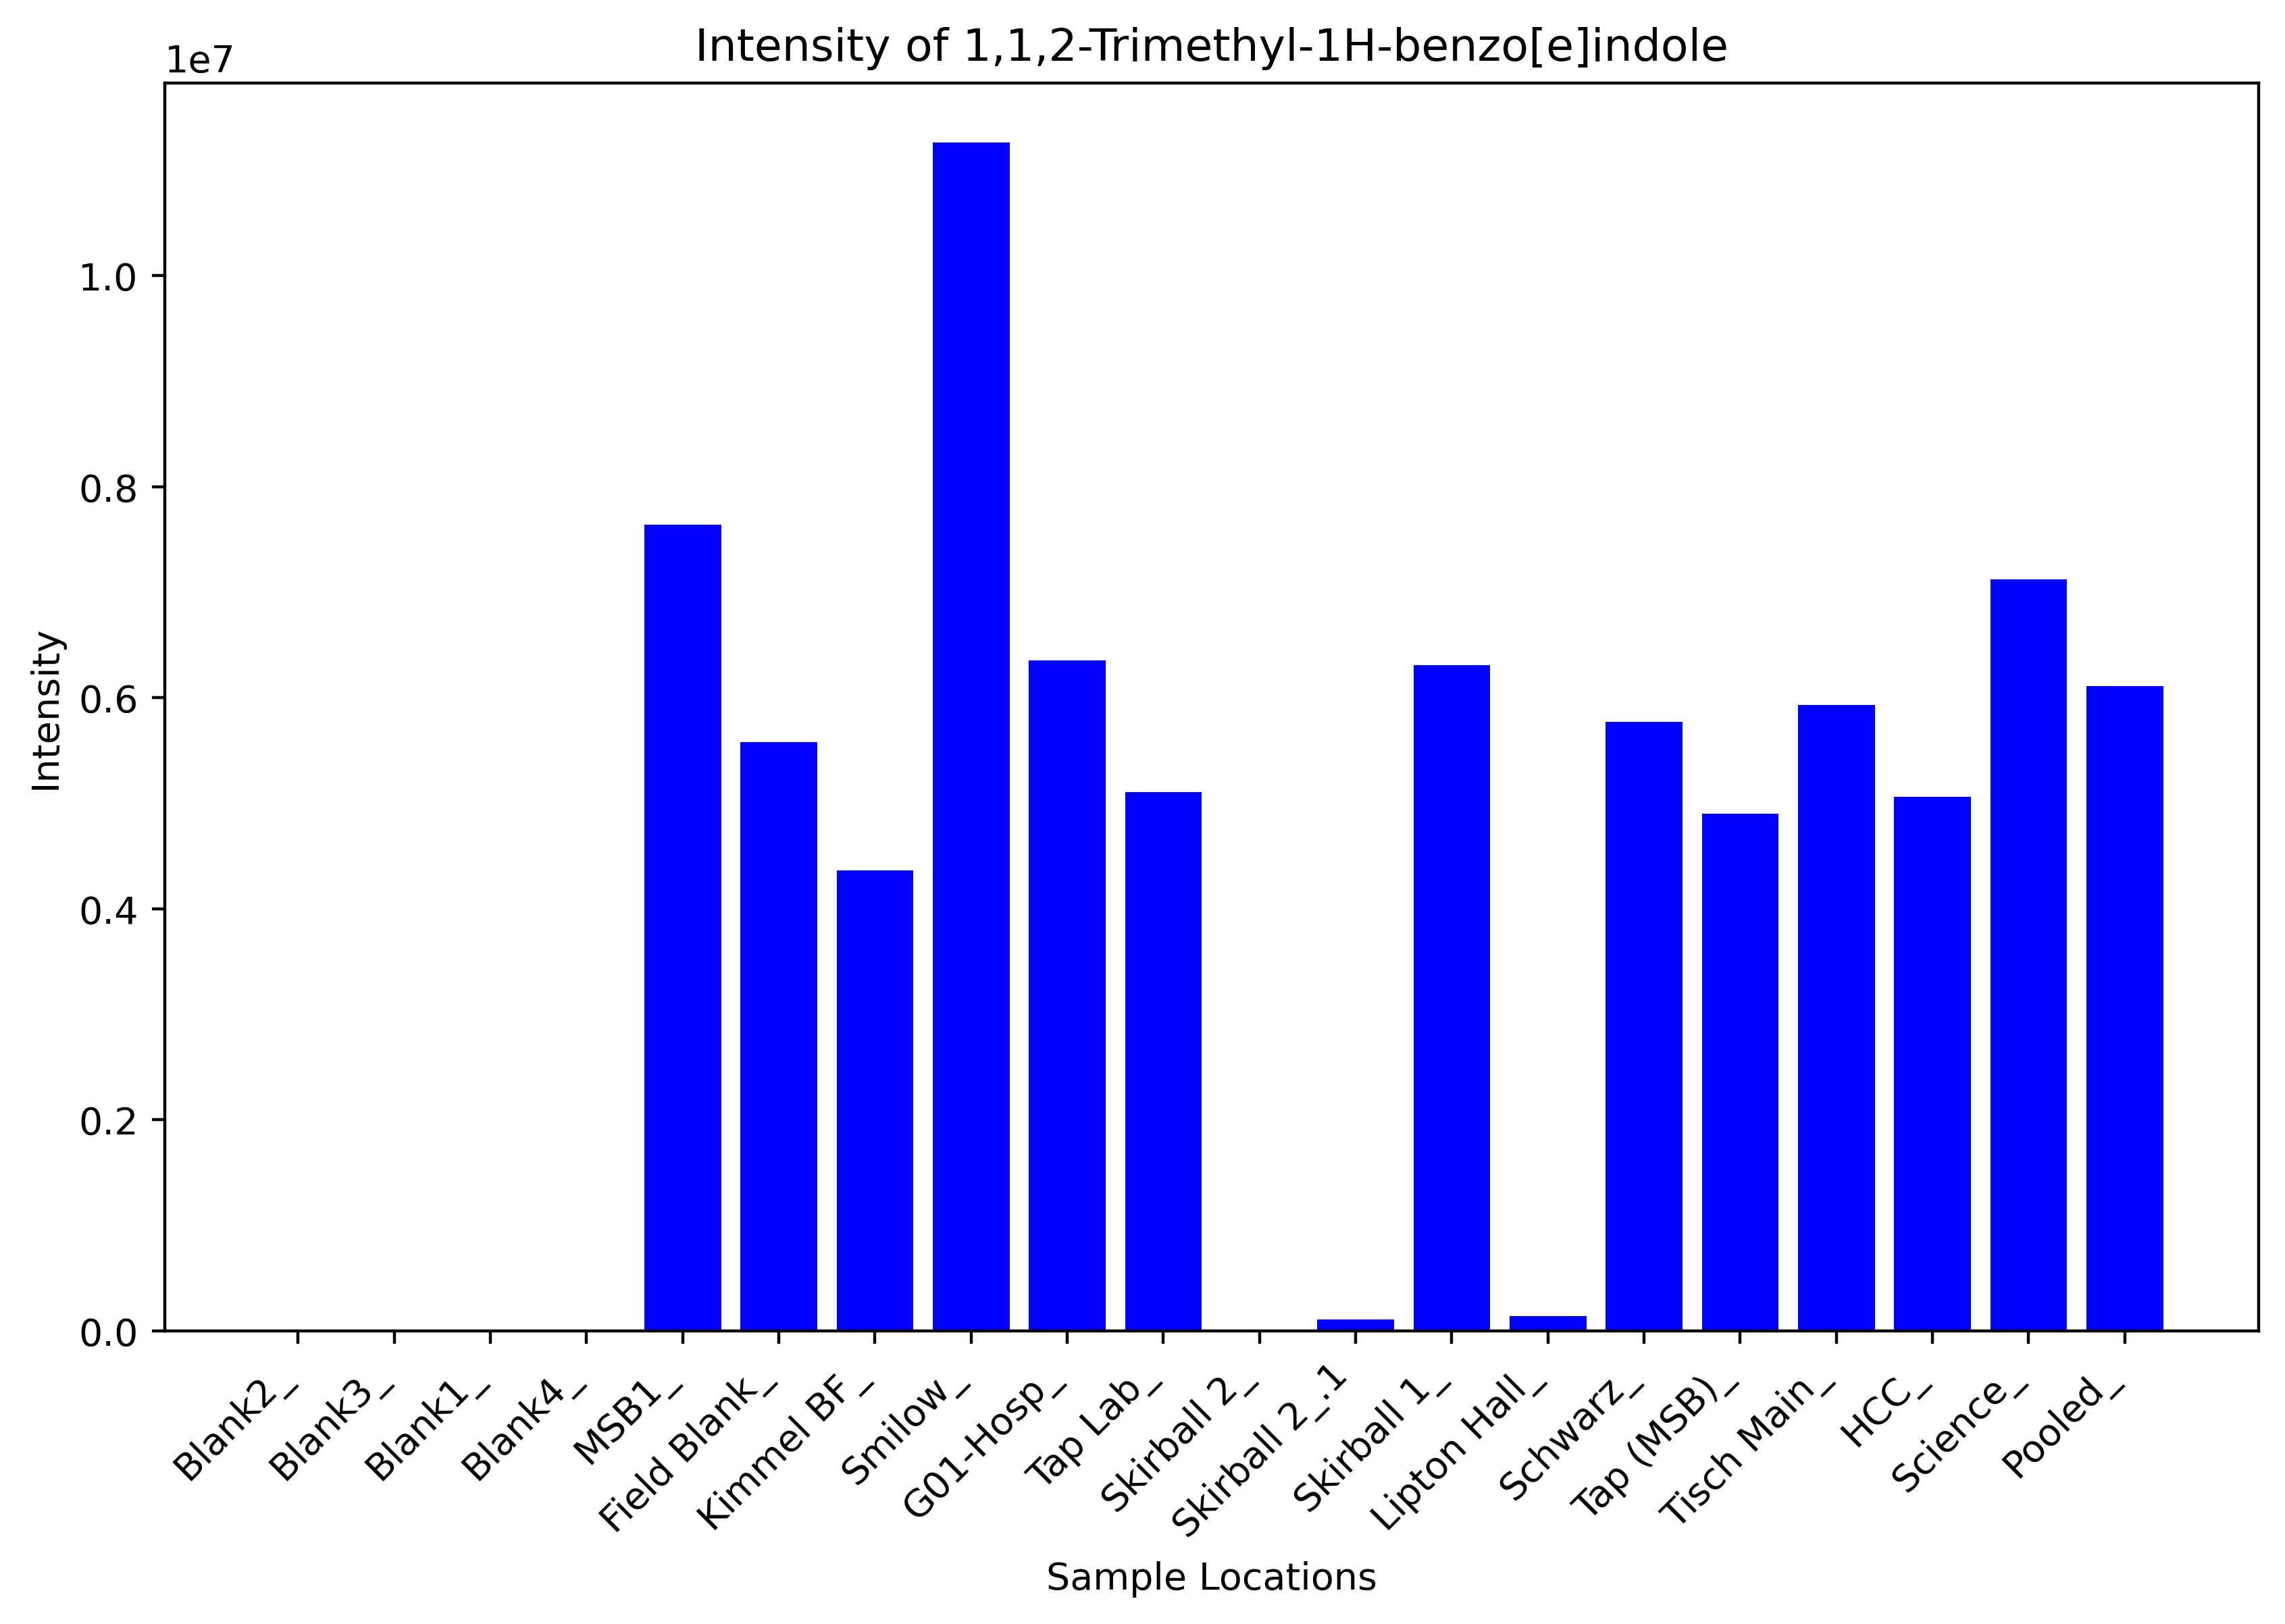 Intensity of 1,1,2-Trimethyl-1H-benzo[e]indole
1e7
1.0
0.8
0.6
0.4
0.2
0.0
Intensity
Blank2_
Blank3_
Blank1_
Blank4_
MSB1_
Field Blank_
Kimmel BF_
Smilow_
G01-Hosp_
Tap Lab_
Skirball 2_
Skirball 2_.1
Skirball 1_
Lipton Hall_
Schwarz_
Tap (MSB)_
Tisch Main_
HCC_
Science_
Pooled_
Sample Locations